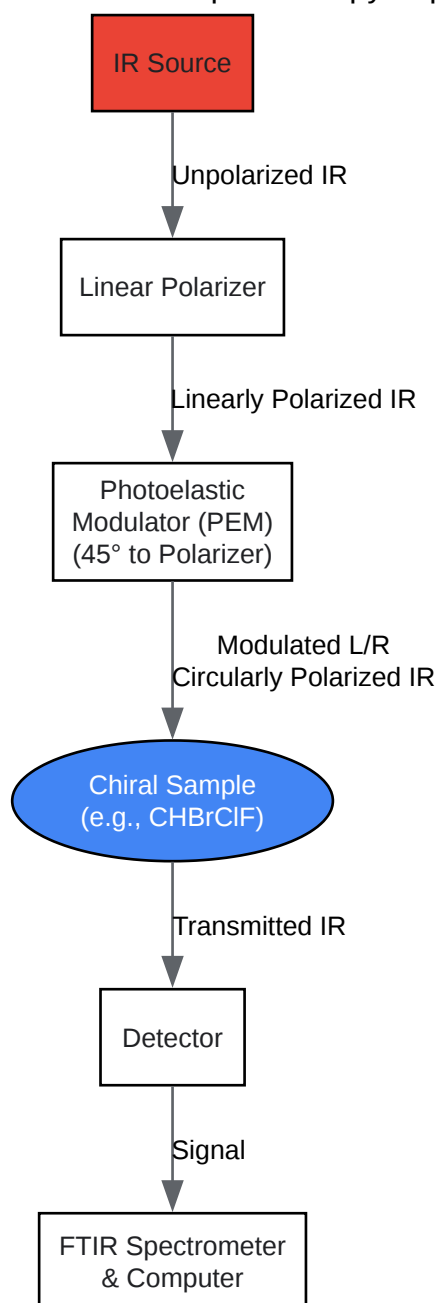 IR Source
Unpolarized IR
Linear Polarizer
Linearly Polarized IR
Photoelastic
Modulator (PEM)
(45° to Polarizer)
Modulated L/R
Circularly Polarized IR
Chiral Sample
(e.g., CHBrClF)
Transmitted IR
Detector
Signal
FTIR Spectrometer
& Computer